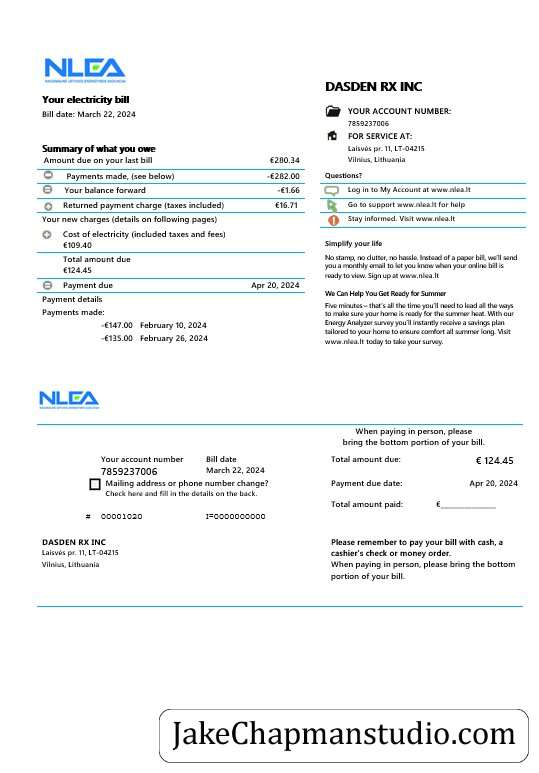 NLEA
Your electricity bill
Bill date: March 22, 2024
Summary of what you owe
Amount due on your last bill €280.34
Payments made, (see below) -€282.00
Your balance forward -€1.66
Returned payment charge (taxes included) €16.71
Your new charges (details on following pages)
Cost of electricity (included taxes and fees)
€109.40
Total amount due
€124.45
Payment due Apr 20, 2024
Payment details
Payments made:
-€147.00 February 10, 2024
-€135.00 February 26, 2024
DASDEN RX INC
YOUR ACCOUNT NUMBER:
7859237006
FOR SERVICE AT:
Laisvės pr. 11, LT-04215
Vilnius, Lithuania
Questions?
Log in to My Account at www.nlea.lt
Go to support www.nlea.lt for help
Stay informed. Visit www.nlea.lt
Simplify your life
No stamp, no clutter, no hassle. Instead of a paper bill, we'll send
you a monthly email to let you know when your online bill is
ready to view. Sign up at www.nlea.lt
We Can Help You Get Ready for Summer
Five minutes – that's all the time you'll need to lead all the ways
to make sure your home is ready for the summer heat. With our
Energy Analyzer survey you'll instantly receive a savings plan
tailored to your home to ensure comfort all summer long. Visit
www.nlea.lt today to take your survey.
NLEA
When paying in person, please
bring the bottom portion of your bill.
Your account number Bill date
7859237006 March 22, 2024
Mailing address or phone number change?
Check here and fill in the details on the back.
# 00001020 I=0000000000
Total amount due: € 124.45
Payment due date: Apr 20, 2024
Total amount paid: €_____________
DASDEN RX INC
Laisvės pr. 11, LT-04215
Vilnius, Lithuania
Please remember to pay your bill with cash, a
cashier's check or money order.
When paying in person, please bring the bottom
portion of your bill.
JakeChapmanstudio.com